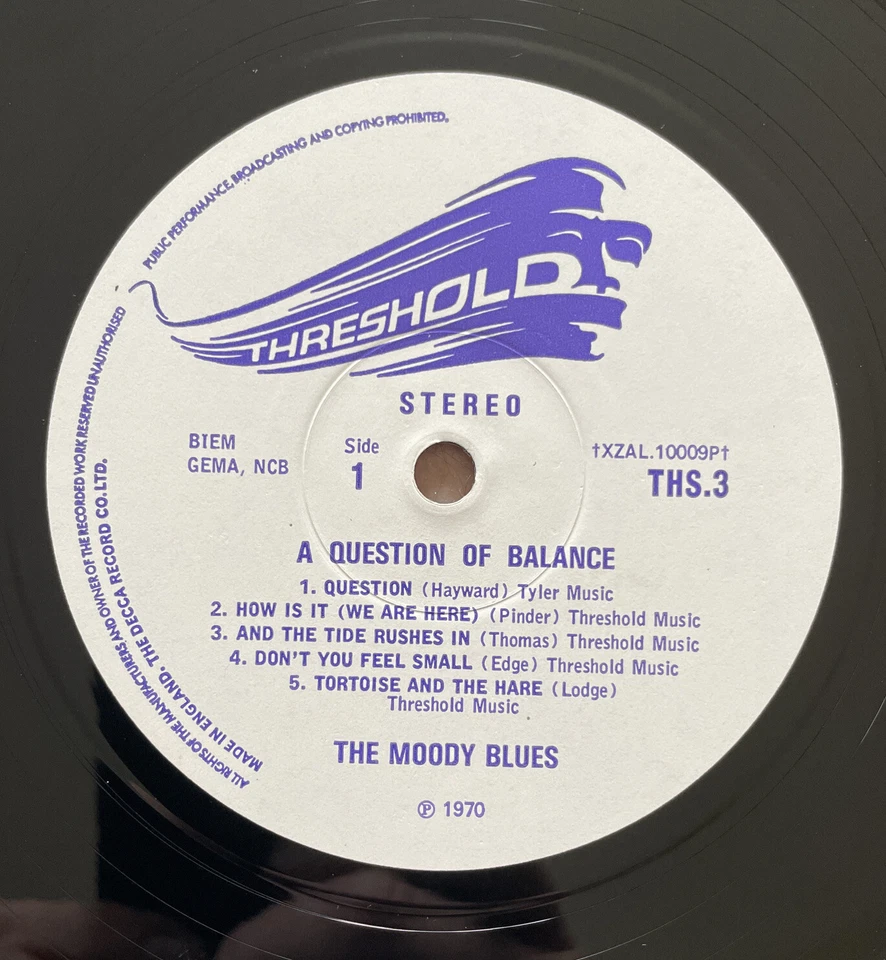 PUBLIC PERFORMANCE, BROADCASTING AND COPYING PROHIBITED.
THRESHOLD
STEREO
BIEM
GEMA, NCB
Side
1
†XZAL.10009P†
THS.3
A QUESTION OF BALANCE
1. QUESTION (Hayward) Tyler Music
2. HOW IS IT (WE ARE HERE) (Pinder) Threshold Music
3. AND THE TIDE RUSHES IN (Thomas) Threshold Music
4. DON'T YOU FEEL SMALL (Edge) Threshold Music
5. TORTOISE AND THE HARE (Lodge)
Threshold Music
THE MOODY BLUES
℗ 1970
ALL RIGHTS OF THE MANUFACTURERS AND OWNER OF THE RECORDED WORK RESERVED UNAUTHORISED
MADE IN ENGLAND. THE DECCA RECORD CO. LTD.